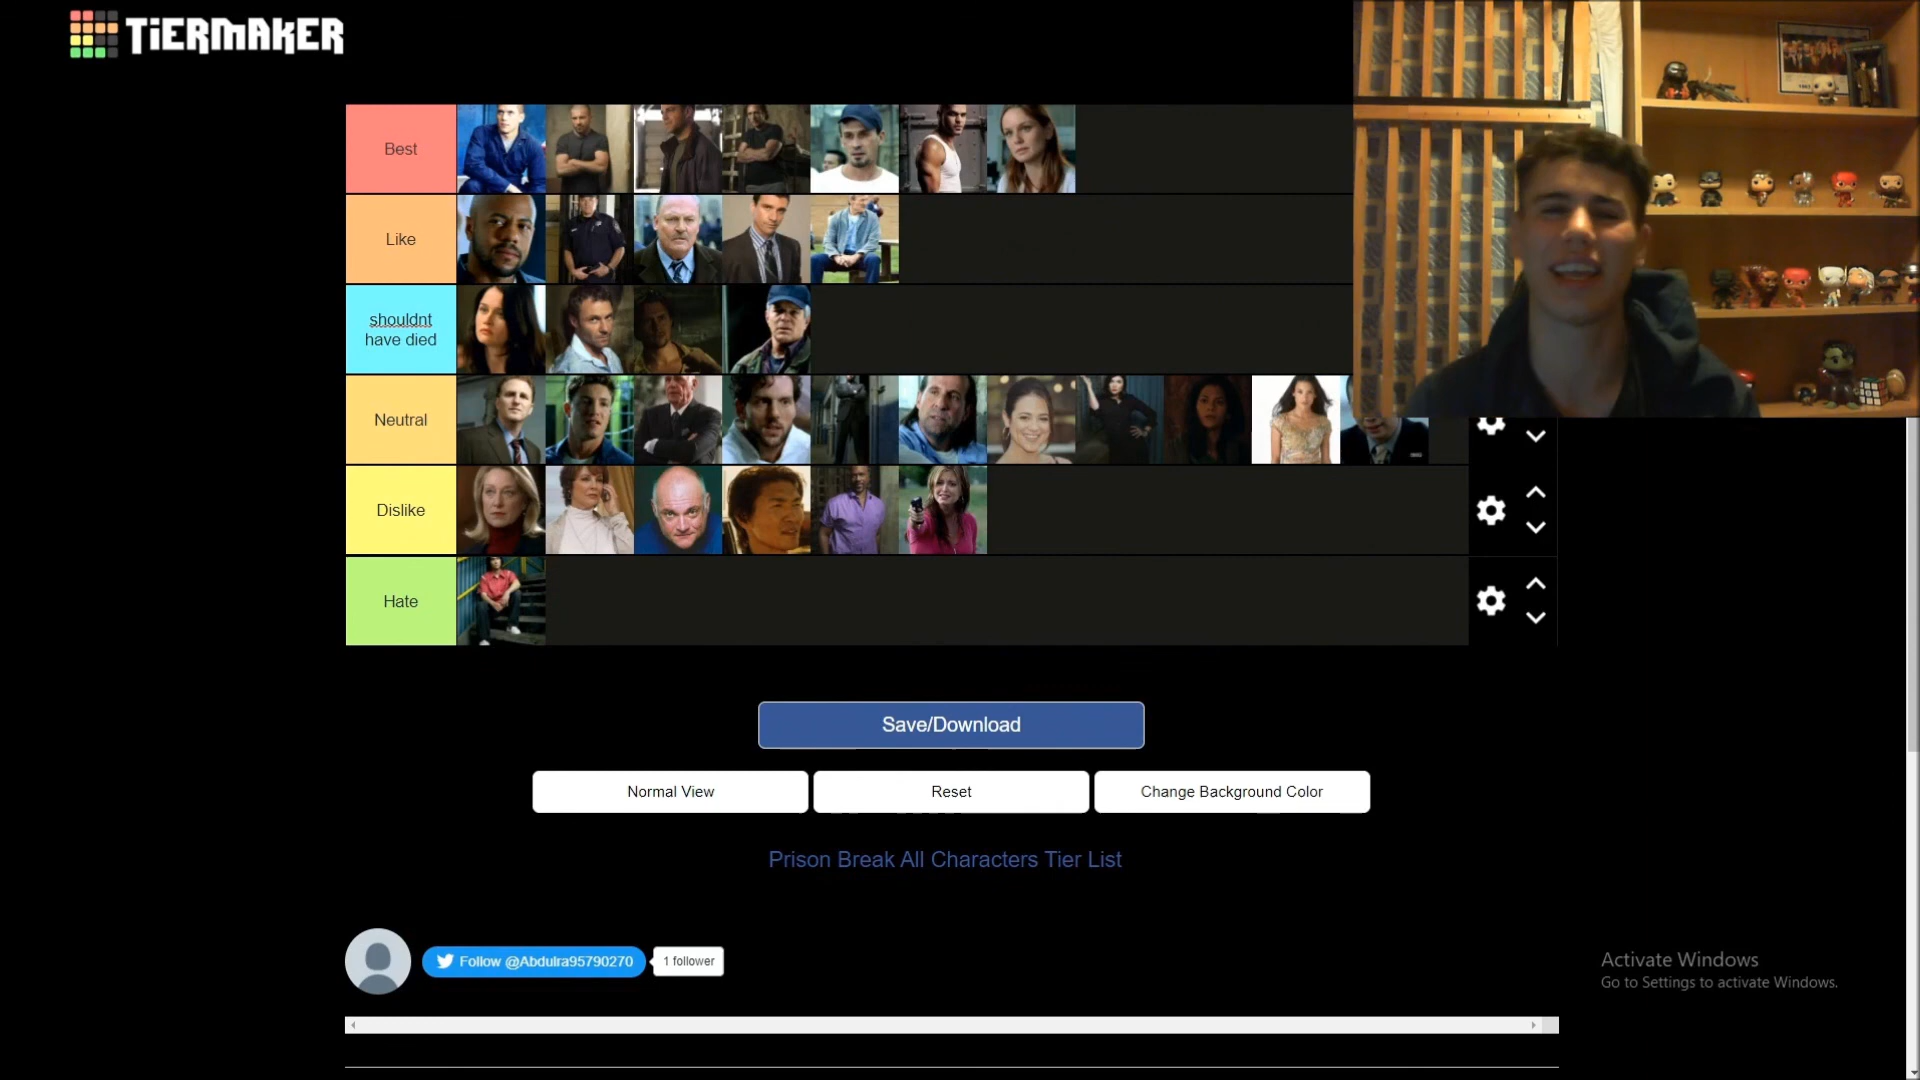 TiERMAKER
Best
Like
shouldnt
have died
Neutral
Dislike
Hate
Save/Download
Normal View
Reset
Change Background Color
Prison Break All Characters Tier List
Follow @Abdulra95790270
1 follower
Activate Windows
Go to Settings to activate Windows.